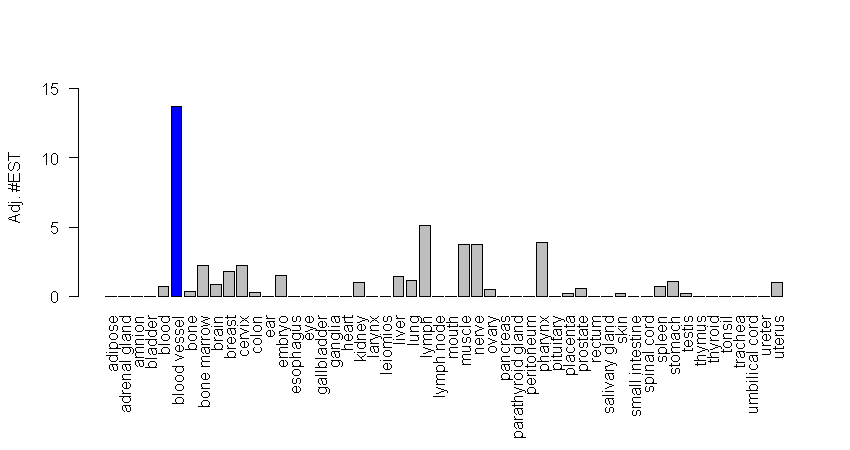 Adj. #EST
15
10
5
0
adipose
adrenal gland
amnion
bladder
blood
blood vessel
bone
bone marrow
brain
breast
cervix
colon
ear
embryo
esophagus
eye
gallbladder
ganglia
heart
kidney
larynx
leiomios
liver
lung
lymph
lymph node
mouth
muscle
nerve
ovary
pancreas
parathyroid gland
peritoneum
pharynx
pituitary
placenta
prostate
rectum
salivary gland
skin
small intestine
spinal cord
spleen
stomach
testis
thymus
thyroid
tonsil
trachea
umbilical cord
ureter
uterus